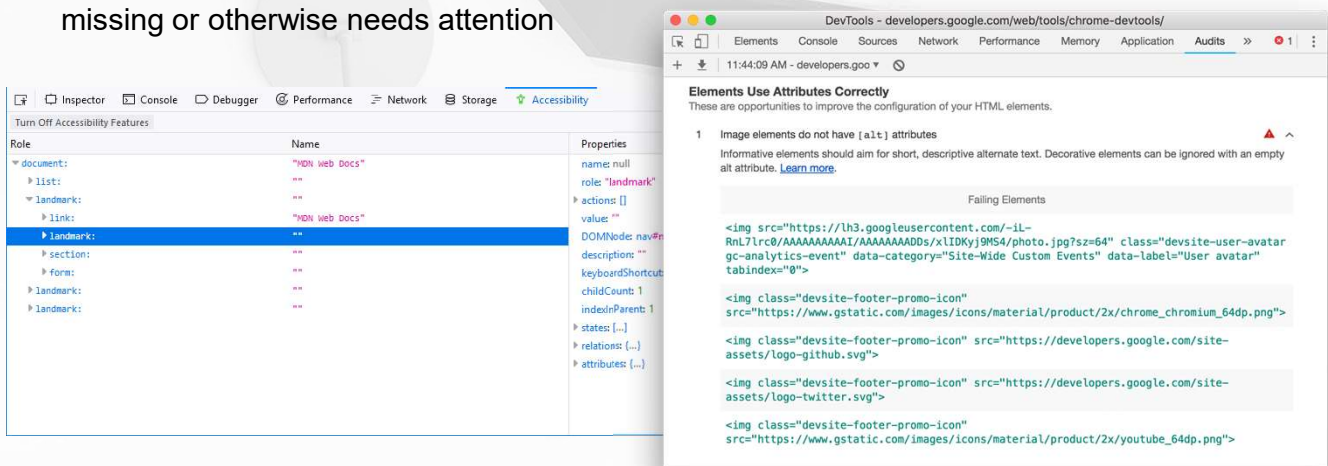 missing or otherwise needs attention
Inspector Console Debugger Performance Network Storage Accessibility
Turn Off Accessibility Features
Role Name Properties
document: "MDN Web Docs" name: null
list: "" role: "landmark"
landmark: "" actions: []
link: "MDN Web Docs" value: ""
landmark: "" DOMNode: nav#n
section: "" description: ""
form: "" keyboardShortcut
landmark: "" childCount: 1
landmark: "" indexInParent: 1
states: […]
relations: {…}
attributes: {…}
DevTools - developers.google.com/web/tools/chrome-devtools/
Elements Console Sources Network Performance Memory Application Audits » 1
+ 11:44:09 AM - developers.goo
Elements Use Attributes Correctly
These are opportunities to improve the configuration of your HTML elements.
1 Image elements do not have [alt] attributes
Informative elements should aim for short, descriptive alternate text. Decorative elements can be ignored with an empty
alt attribute. Learn more.
Failing Elements
<img src="https://lh3.googleusercontent.com/-iL-
RnL7lrc0/AAAAAAAAAAI/AAAAAAAADDs/xlIDKyj9MS4/photo.jpg?sz=64" class="devsite-user-avatar
gc-analytics-event" data-category="Site-Wide Custom Events" data-label="User avatar"
tabindex="0">
<img class="devsite-footer-promo-icon"
src="https://www.gstatic.com/images/icons/material/product/2x/chrome_chromium_64dp.png">
<img class="devsite-footer-promo-icon" src="https://developers.google.com/site-
assets/logo-github.svg">
<img class="devsite-footer-promo-icon" src="https://developers.google.com/site-
assets/logo-twitter.svg">
<img class="devsite-footer-promo-icon"
src="https://www.gstatic.com/images/icons/material/product/2x/youtube_64dp.png">